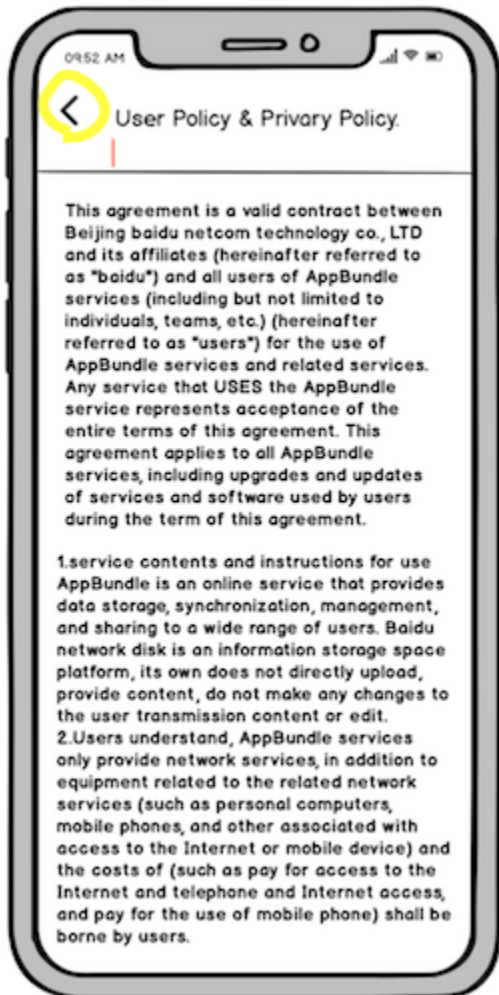 09:52 AM
User Policy & Privary Policy.
This agreement is a valid contract between
Beijing baidu netcom technology co., LTD
and its affiliates (hereinafter referred to
as "baidu") and all users of AppBundle
services (including but not limited to
individuals, teams, etc.) (hereinafter
referred to as "users") for the use of
AppBundle services and related services.
Any service that USES the AppBundle
service represents acceptance of the
entire terms of this agreement. This
agreement applies to all AppBundle
services, including upgrades and updates
of services and software used by users
during the term of this agreement.
1.service contents and instructions for use
AppBundle is an online service that provides
data storage, synchronization, management,
and sharing to a wide range of users. Baidu
network disk is an information storage space
platform, its own does not directly upload,
provide content, do not make any changes to
the user transmission content or edit.
2.Users understand, AppBundle services
only provide network services, in addition to
equipment related to the related network
services (such as personal computers,
mobile phones, and other associated with
access to the Internet or mobile device) and
the costs of (such as pay for access to the
Internet and telephone and Internet access,
and pay for the use of mobile phone) shall be
borne by users.